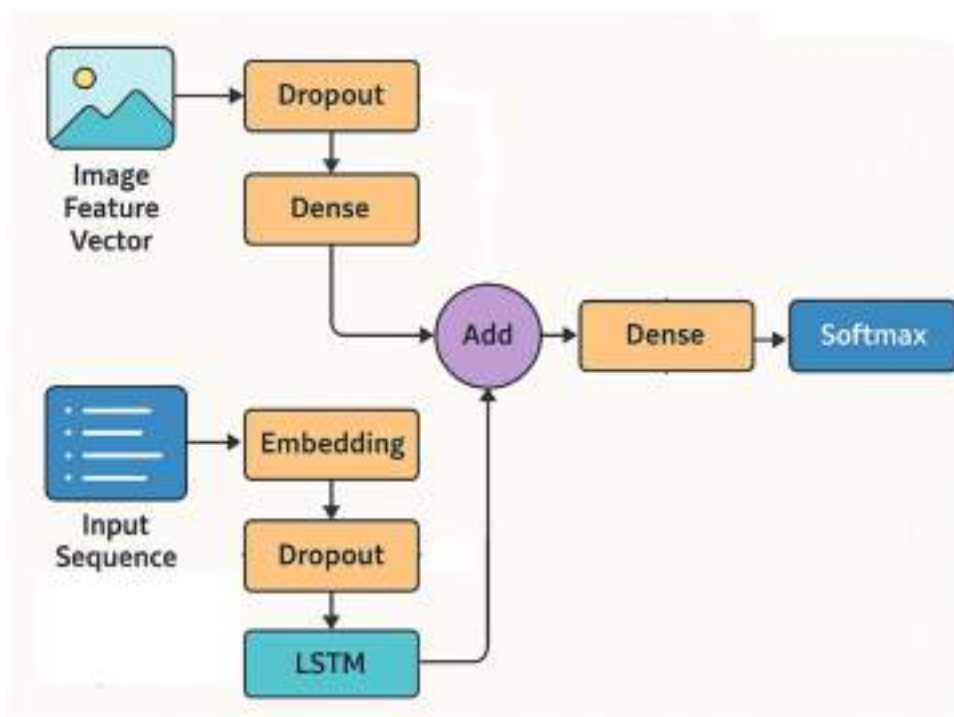 Dropout
Image
Feature
Vector
Dense
Add
Dense
Softmax
Embedding
Input
Sequence
Dropout
LSTM